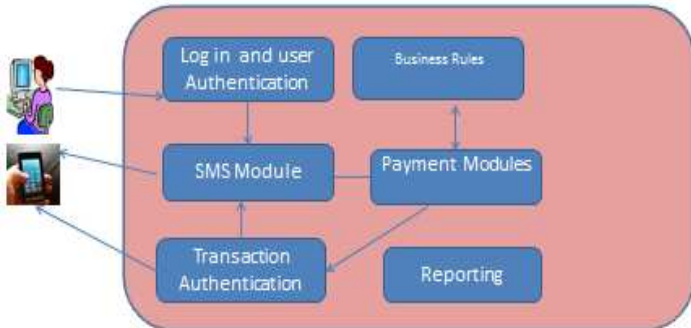 Log in and user
Authentication
Business Rules
SMS Module
Payment Modules
Transaction
Authentication
Reporting